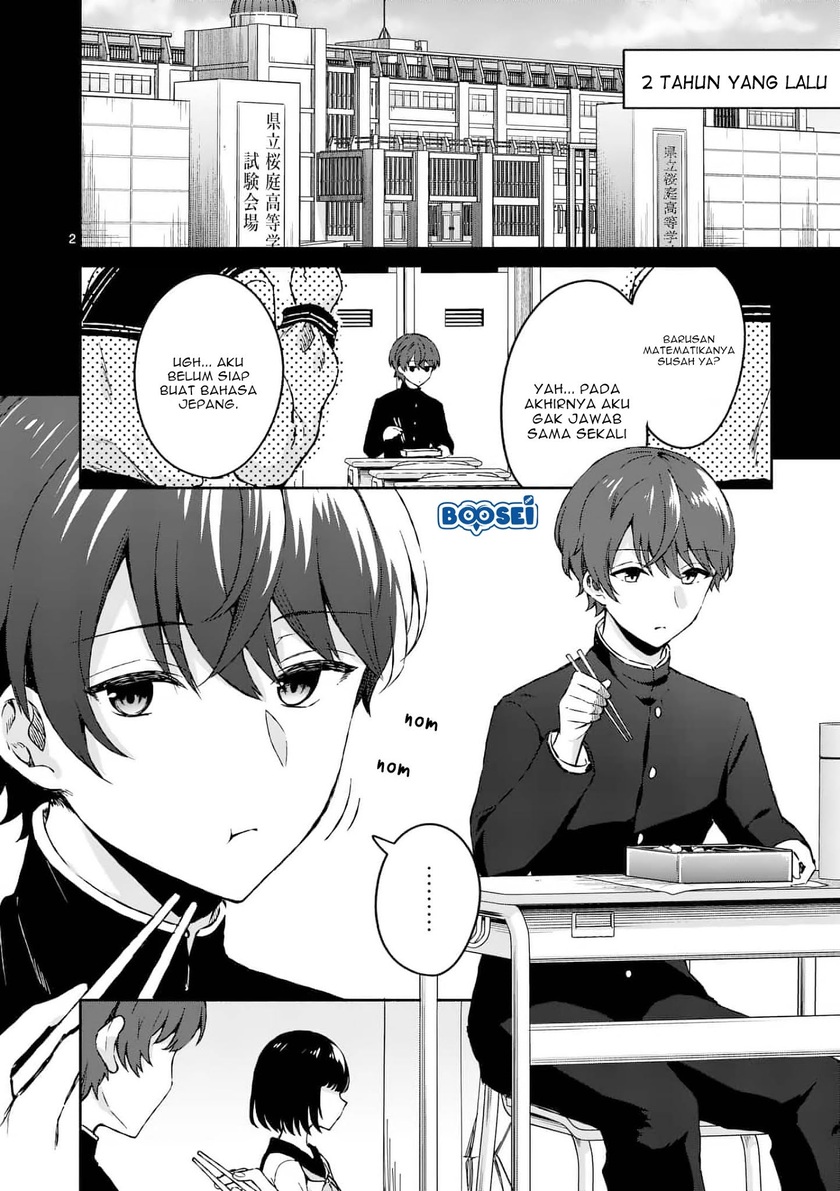 2 TAHUN YANG LALU
県立桜庭高等学
試験会場
県立桜庭高等学
2
BARUSAN
MATEMATIKANYA
SUSAH YA?
YAH... PADA
AKHIRNYA AKU
GAK JAWAB
SAMA SEKALI
UGH... AKU
BELUM SIAP
BUAT BAHASA
JEPANG.
BOOSEI
nom
nom
........